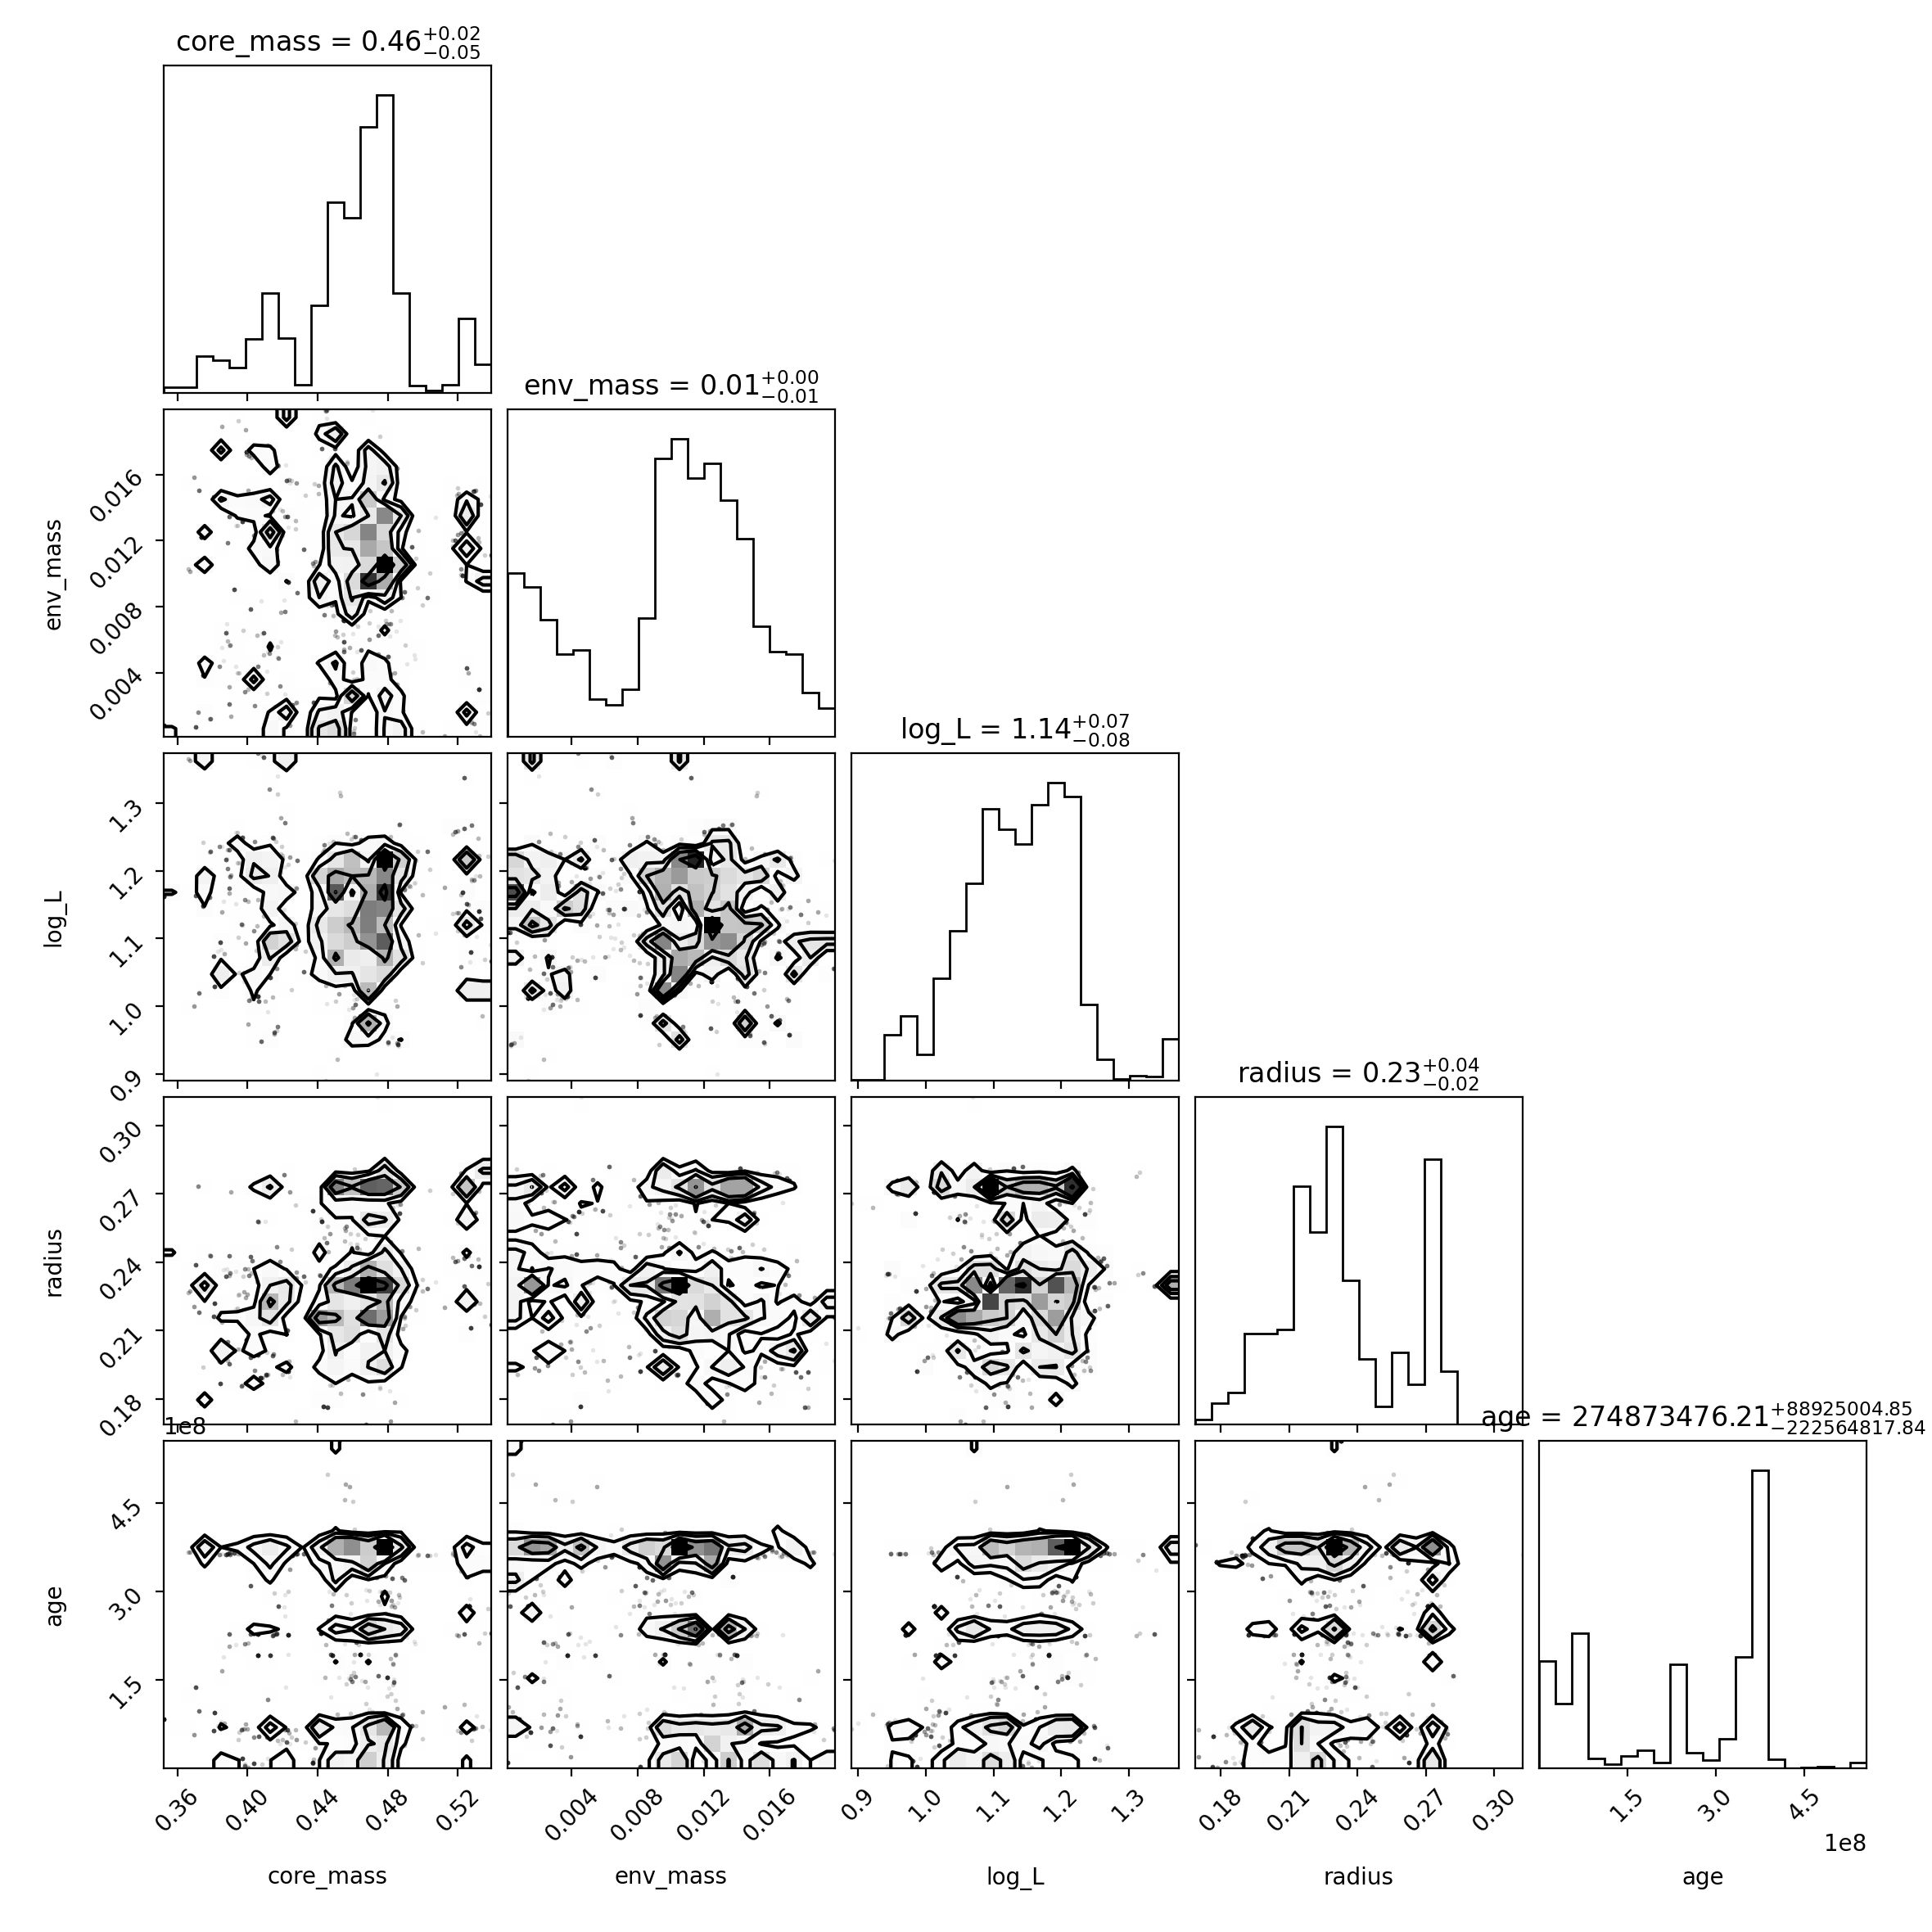 core_mass = 0.46 +0.02 −0.05
env_mass = 0.01 +0.00 −0.01
0.016
0.012
0.008
0.004
env_mass
log_L = 1.14 +0.07 −0.08
1.3
1.2
1.1
1.0
0.9
log_L
radius = 0.23 +0.04 −0.02
0.30
0.27
0.24
0.21
0.18
radius
1e8
age = 274873476.21 +88925004.85 −222564817.84
4.5
3.0
1.5
age
0.36 0.40 0.44 0.48 0.52
0.004 0.008 0.012 0.016
0.9 1.0 1.1 1.2 1.3
0.18 0.21 0.24 0.27 0.30
1.5 3.0 4.5
1e8
core_mass env_mass log_L radius age